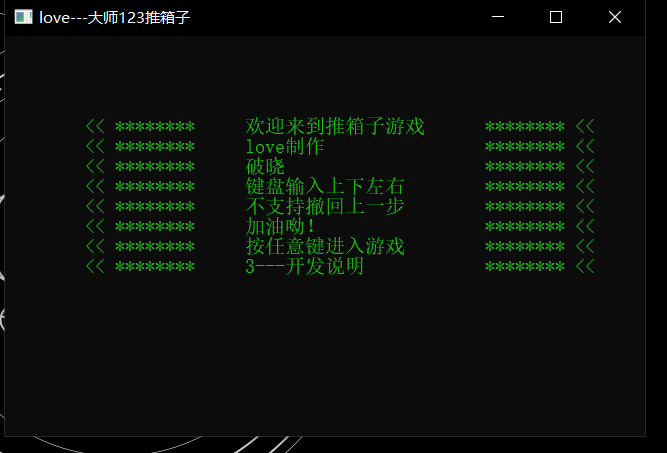 love---大师123推箱子
<< ******** 欢迎来到推箱子游戏 ******** <<
<< ******** love制作 ******** <<
<< ******** 破晓 ******** <<
<< ******** 键盘输入上下左右 ******** <<
<< ******** 不支持撤回上一步 ******** <<
<< ******** 加油呦! ******** <<
<< ******** 按任意键进入游戏 ******** <<
<< ******** 3---开发说明 ******** <<